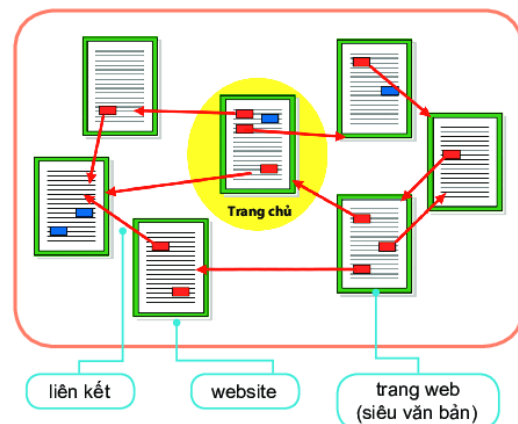 Trang chủ
liên kết
website
trang web
(siêu văn bản)